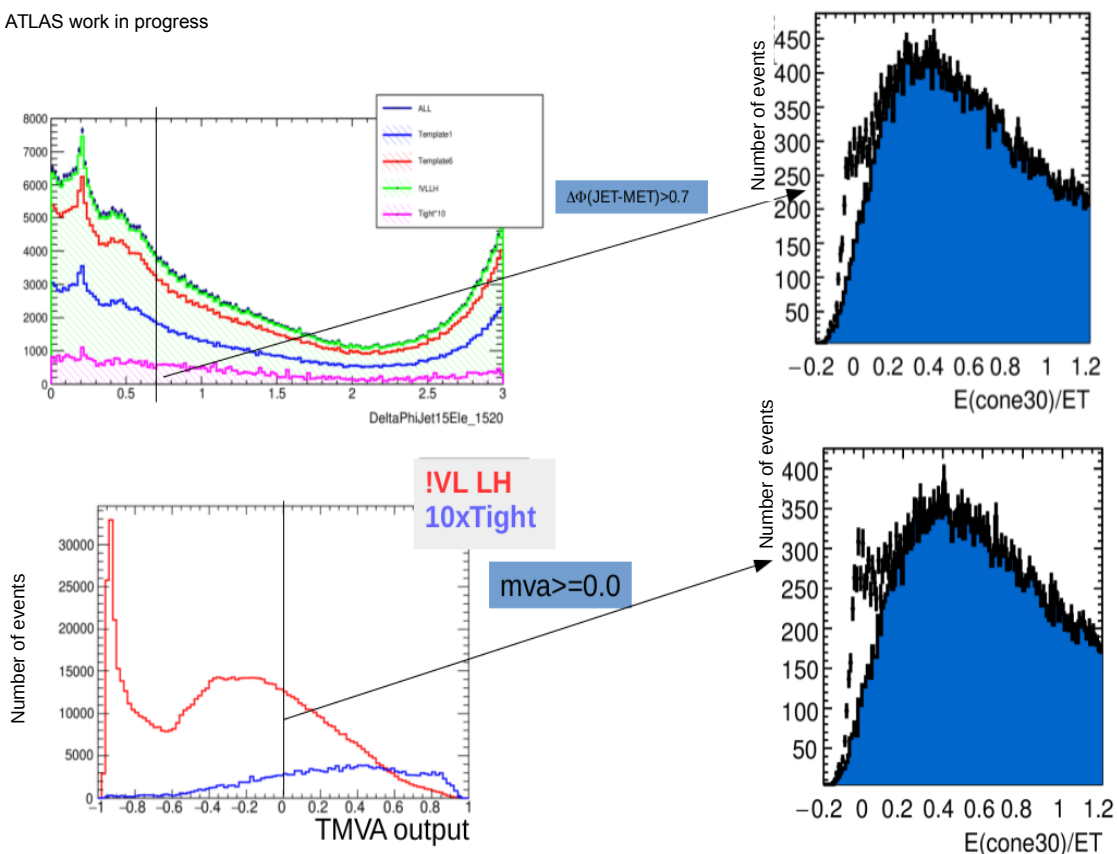 ATLAS work in progress
8000
7000
6000
5000
4000
3000
2000
1000
0
0 0.5 1 1.5 2 2.5 3
DeltaPhiJet15Ele_1520
ALL
Template1
Template6
!VLLH
Tight*10
ΔΦ(JET-MET)>0.7
Number of events
450
400
350
300
250
200
150
100
50
−0.2 0 0.2 0.4 0.6 0.8 1 1.2
E(cone30)/ET
Number of events
30000
25000
20000
15000
10000
5000
0
−1 −0.8 −0.6 −0.4 −0.2 0 0.2 0.4 0.6 0.8 1
TMVA output
!VL LH
10xTight
mva>=0.0
Number of events
400
350
300
250
200
150
100
50
−0.2 0 0.2 0.4 0.6 0.8 1 1.2
E(cone30)/ET